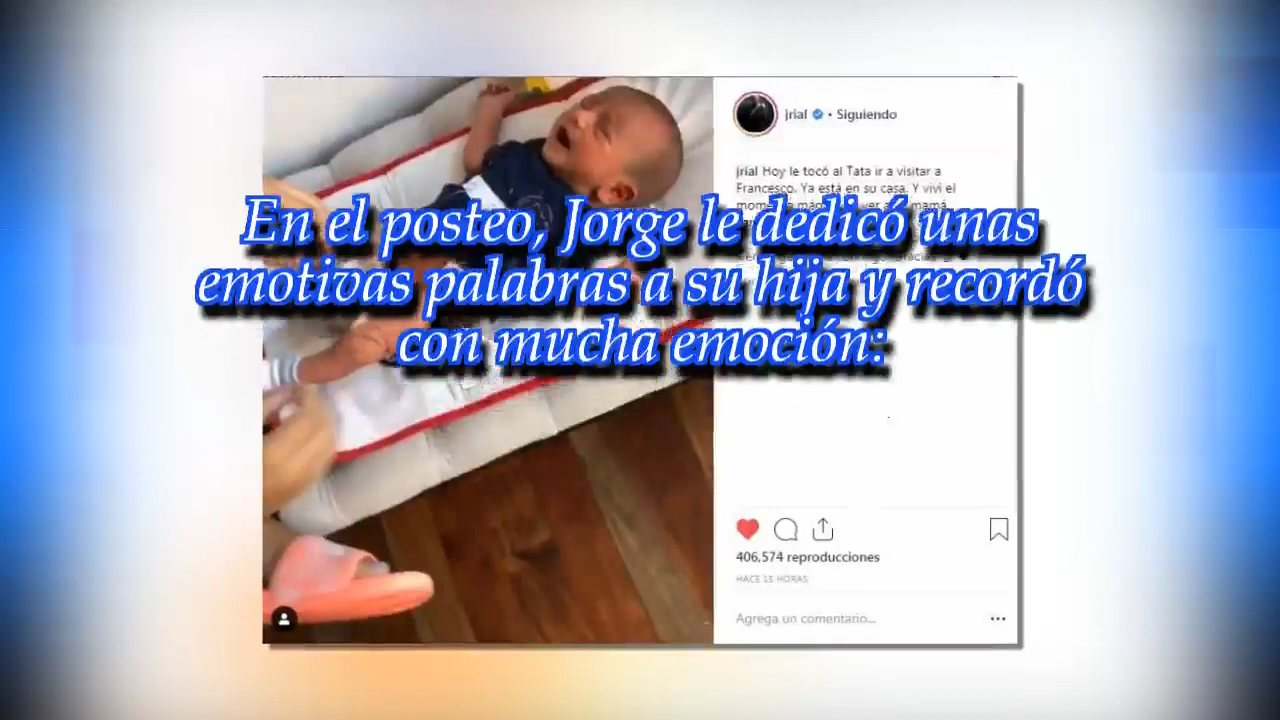 jrial • Siguiendo
jrial Hoy le tocó al Tata ir a visitar a
Francesco. Ya está en su casa. Y viví el
En el posteo, Jorge le dedicó unas
emotivas palabras a su hija y recordó
con mucha emoción:
406,574 reproducciones
HACE 15 HORAS
Agrega un comentario...